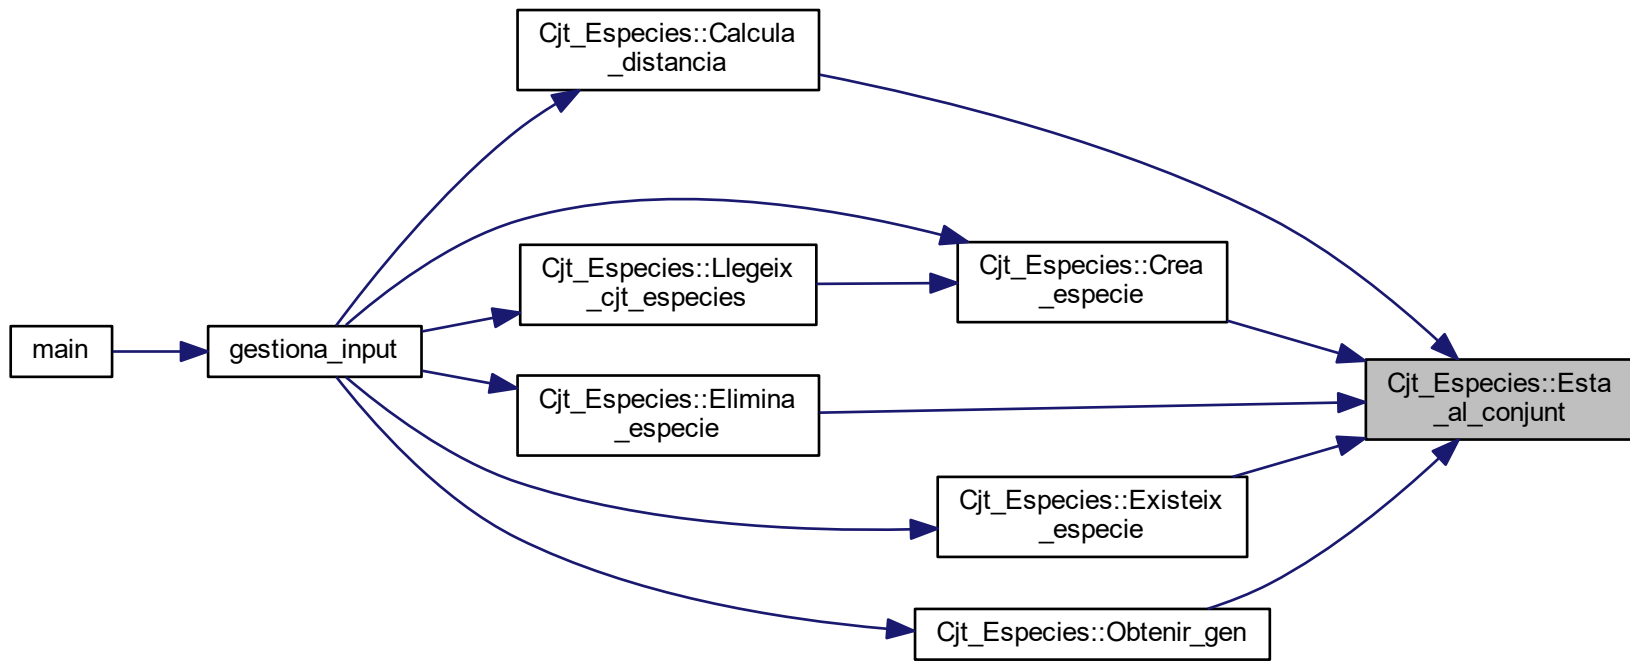 Cjt_Especies::Calcula
_distancia
Cjt_Especies::Llegeix
_cjt_especies
Cjt_Especies::Crea
_especie
main
gestiona_input
Cjt_Especies::Esta
_al_conjunt
Cjt_Especies::Elimina
_especie
Cjt_Especies::Existeix
_especie
Cjt_Especies::Obtenir_gen